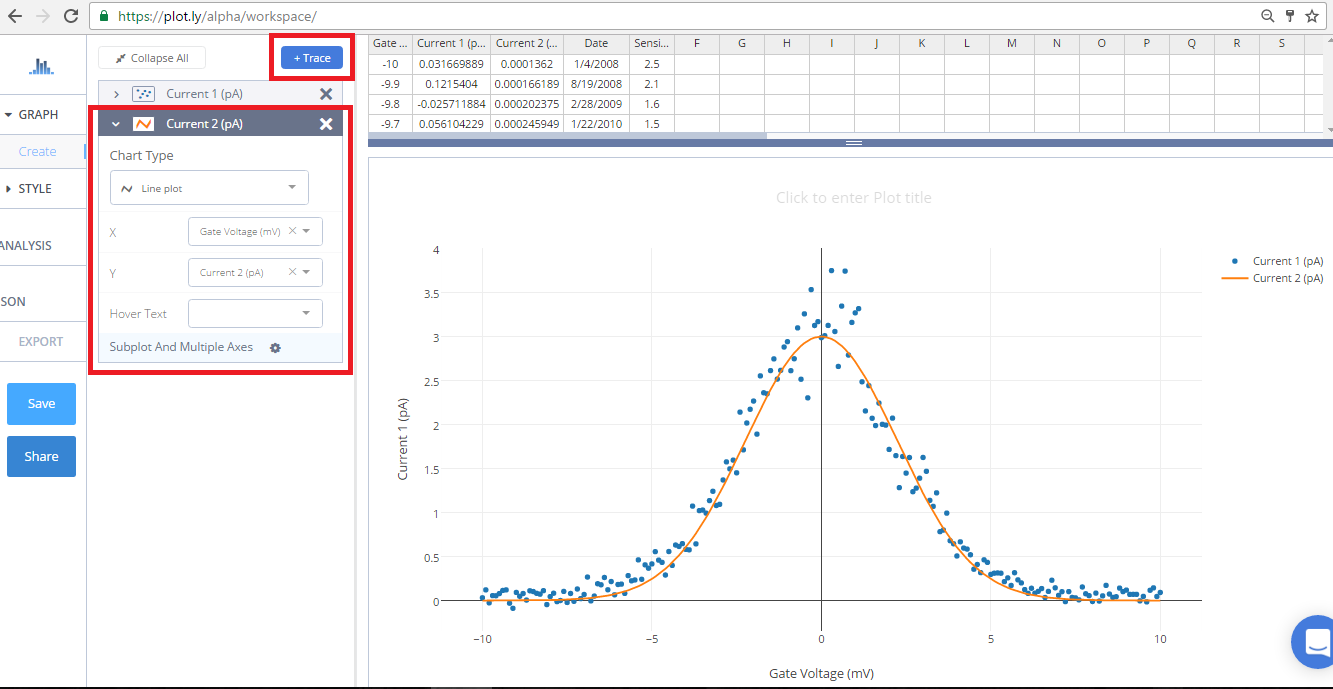 https://plot.ly/alpha/workspace/
Collapse All
+ Trace
Current 1 (pA)
Current 2 (pA)
GRAPH
Create
STYLE
ANALYSIS
SON
EXPORT
Save
Share
Chart Type
Line plot
X Gate Voltage (mV)
Y Current 2 (pA)
Hover Text
Subplot And Multiple Axes
Gate ... Current 1 (p... Current 2 (... Date Sensi... F G H I J K L M N O P Q R S
-10 0.031669889 0.0001362 1/4/2008 2.5
-9.9 0.1215404 0.000166189 8/19/2008 2.1
-9.8 -0.025711884 0.000202375 2/28/2009 1.6
-9.7 0.056104229 0.000245949 1/22/2010 1.5
Click to enter Plot title
Current 1 (pA)
Current 2 (pA)
4
3.5
3
2.5
2
1.5
1
0.5
0
Current 1 (pA)
−10 −5 0 5 10
Gate Voltage (mV)